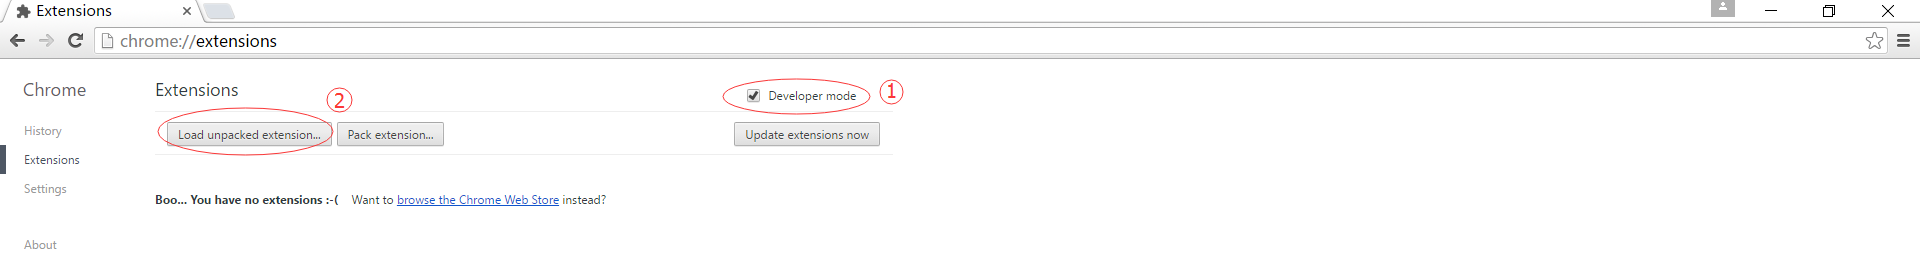 Extensions
chrome://extensions
Chrome
Extensions
Developer mode
1
2
History
Load unpacked extension...
Pack extension...
Update extensions now
Extensions
Settings
Boo... You have no extensions :-( Want to browse the Chrome Web Store instead?
About